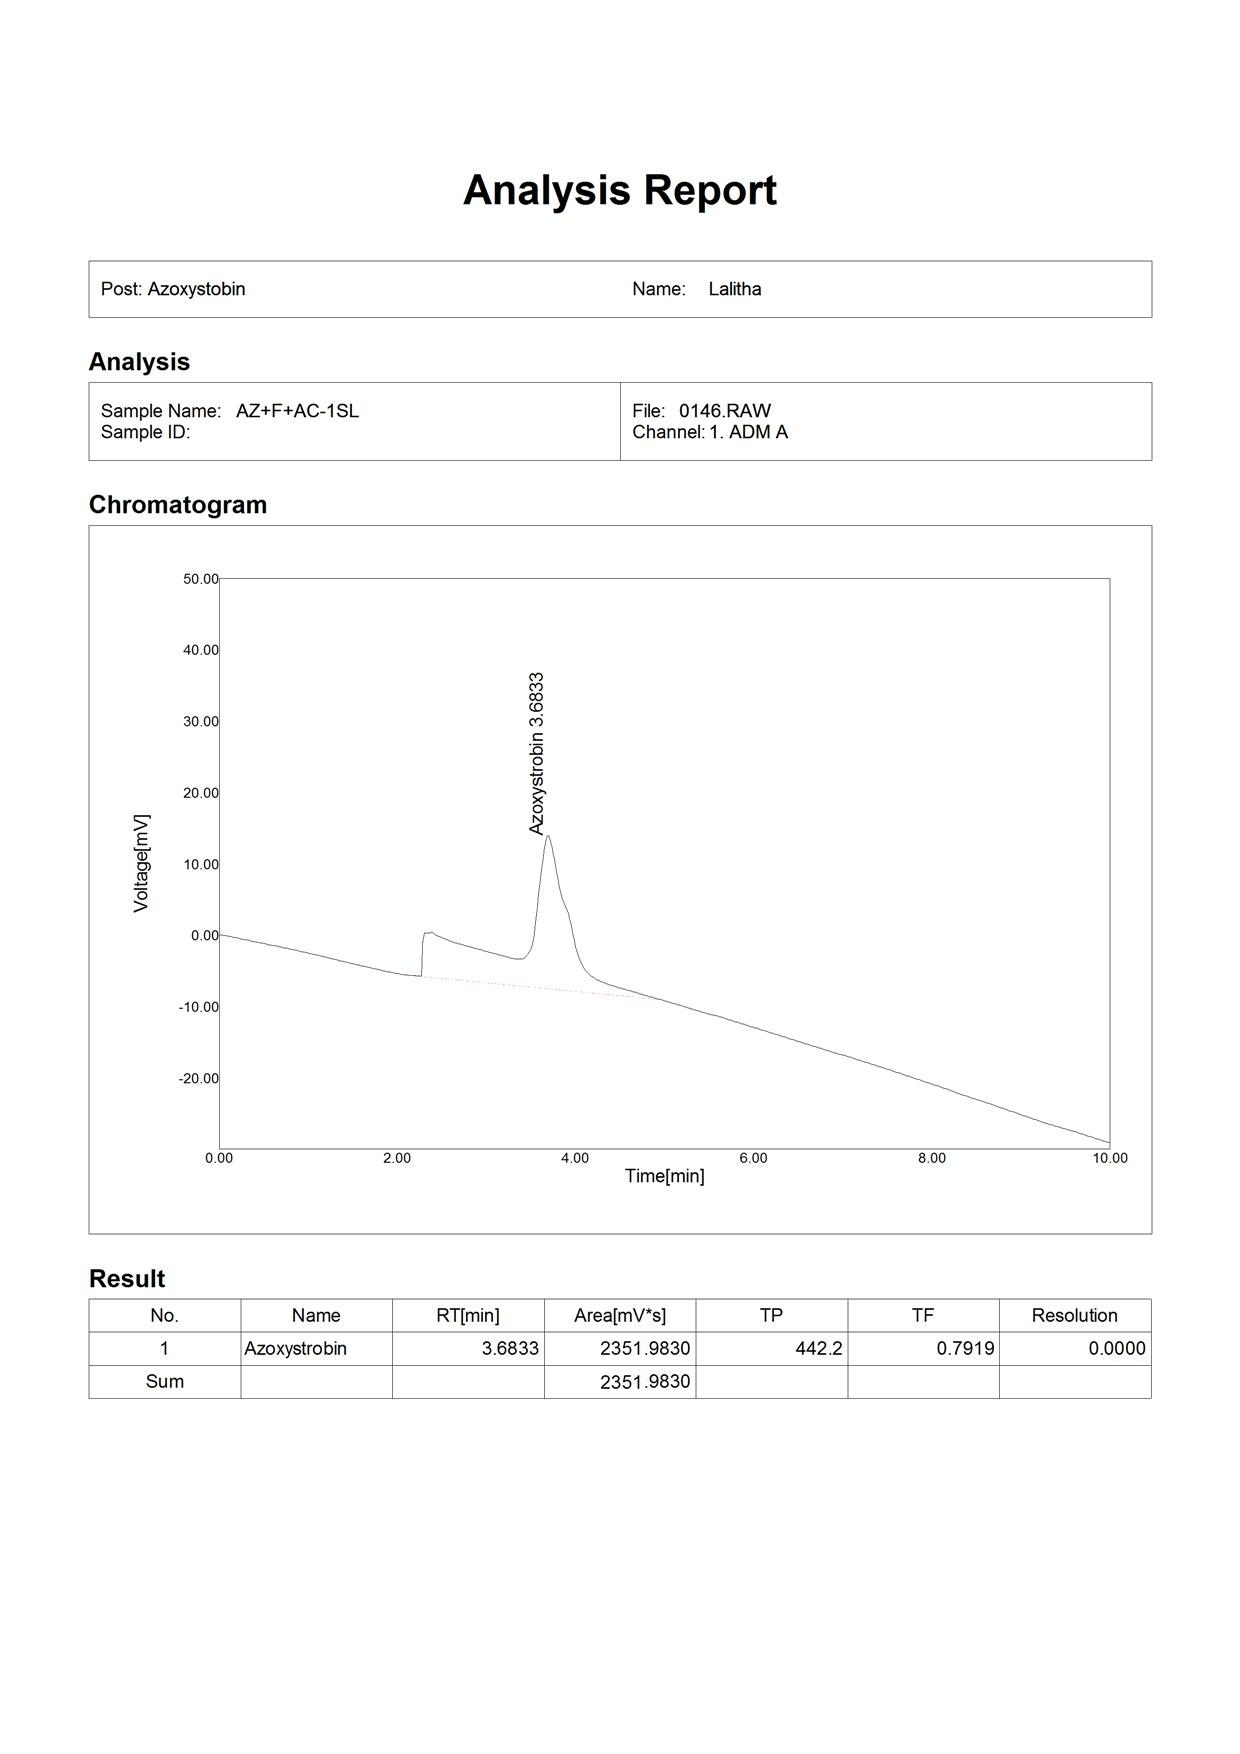 Analysis Report
Post: Azoxystobin Name: Lalitha
Analysis
Sample Name: AZ+F+AC-1SL File: 0146.RAW
Sample ID: Channel: 1. ADM A
Chromatogram
50.00
40.00
30.00
20.00
10.00
0.00
-10.00
-20.00
Voltage[mV]
Azoxystrobin 3.6833
0.00 2.00 4.00 6.00 8.00 10.00
Time[min]
Result
No. Name RT[min] Area[mV*s] TP TF Resolution
1 Azoxystrobin 3.6833 2351.9830 442.2 0.7919 0.0000
Sum 2351.9830